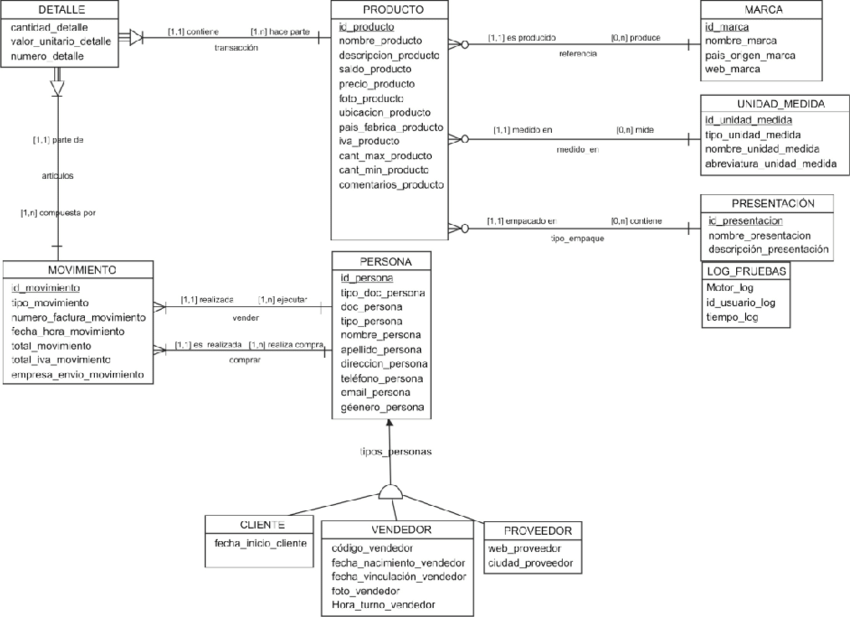 DETALLE
cantidad_detalle
valor_unitario_detalle
numero_detalle
[1,1] contiene
[1,n] hace parte
transacción
PRODUCTO
id_producto
nombre_producto
descripcion_producto
saldo_producto
precio_producto
foto_producto
ubicacion_producto
pais_fabrica_producto
iva_producto
cant_max_producto
cant_min_producto
comentarios_producto
[1,1] es producido
[0,n] produce
referencia
MARCA
id_marca
nombre_marca
pais_origen_marca
web_marca
[1,1] medido en
[0,n] mide
medido_en
UNIDAD_MEDIDA
id_unidad_medida
tipo_unidad_medida
nombre_unidad_medida
abreviatura_unidad_medida
[1,1] empacado en
[0,n] contiene
tipo_empaque
PRESENTACIÓN
id_presentacion
nombre_presentacion
descripción_presentación
LOG_PRUEBAS
Motor_log
id_usuario_log
tiempo_log
[1,1] parte de
artículos
[1,n] compuesta por
MOVIMIENTO
id_movimiento
tipo_movimiento
numero_factura_movimiento
fecha_hora_movimiento
total_movimiento
total_iva_movimiento
empresa_envio_movimiento
[1,1] realizada
[1,n] ejecutar
vender
[1,1] es realizada
[1,n] realiza compra
comprar
PERSONA
id_persona
tipo_doc_persona
doc_persona
tipo_persona
nombre_persona
apellido_persona
direccion_persona
teléfono_persona
email_persona
géenero_persona
tipos_personas
CLIENTE
fecha_inicio_cliente
VENDEDOR
código_vendedor
fecha_nacimiento_vendedor
fecha_vinculación_vendedor
foto_vendedor
Hora_turno_vendedor
PROVEEDOR
web_proveedor
ciudad_proveedor